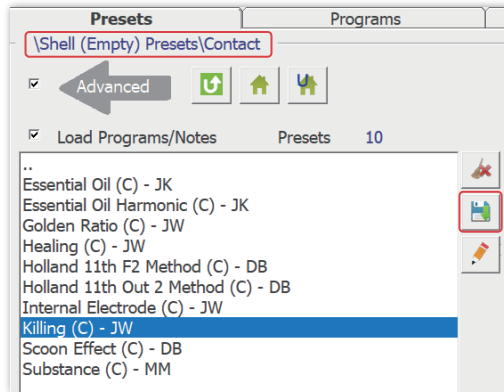 Presets Programs
\Shell (Empty) Presets\Contact
Advanced U
Load Programs/Notes Presets 10
..
Essential Oil (C) - JK
Essential Oil Harmonic (C) - JK
Golden Ratio (C) - JW
Healing (C) - JW
Holland 11th F2 Method (C) - DB
Holland 11th Out 2 Method (C) - DB
Internal Electrode (C) - JW
Killing (C) - JW
Scoon Effect (C) - DB
Substance (C) - MM